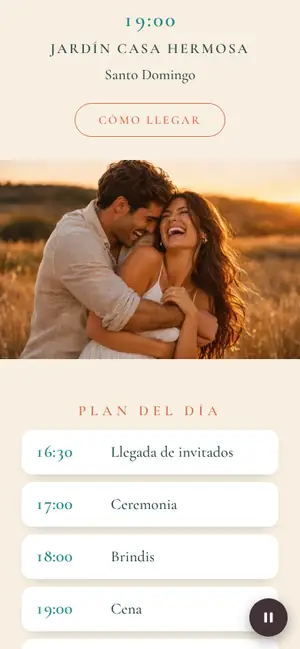 19:00
JARDÍN CASA HERMOSA
Santo Domingo
CÓMO LLEGAR
PLAN DEL DÍA
16:30 Llegada de invitados
17:00 Ceremonia
18:00 Brindis
19:00 Cena